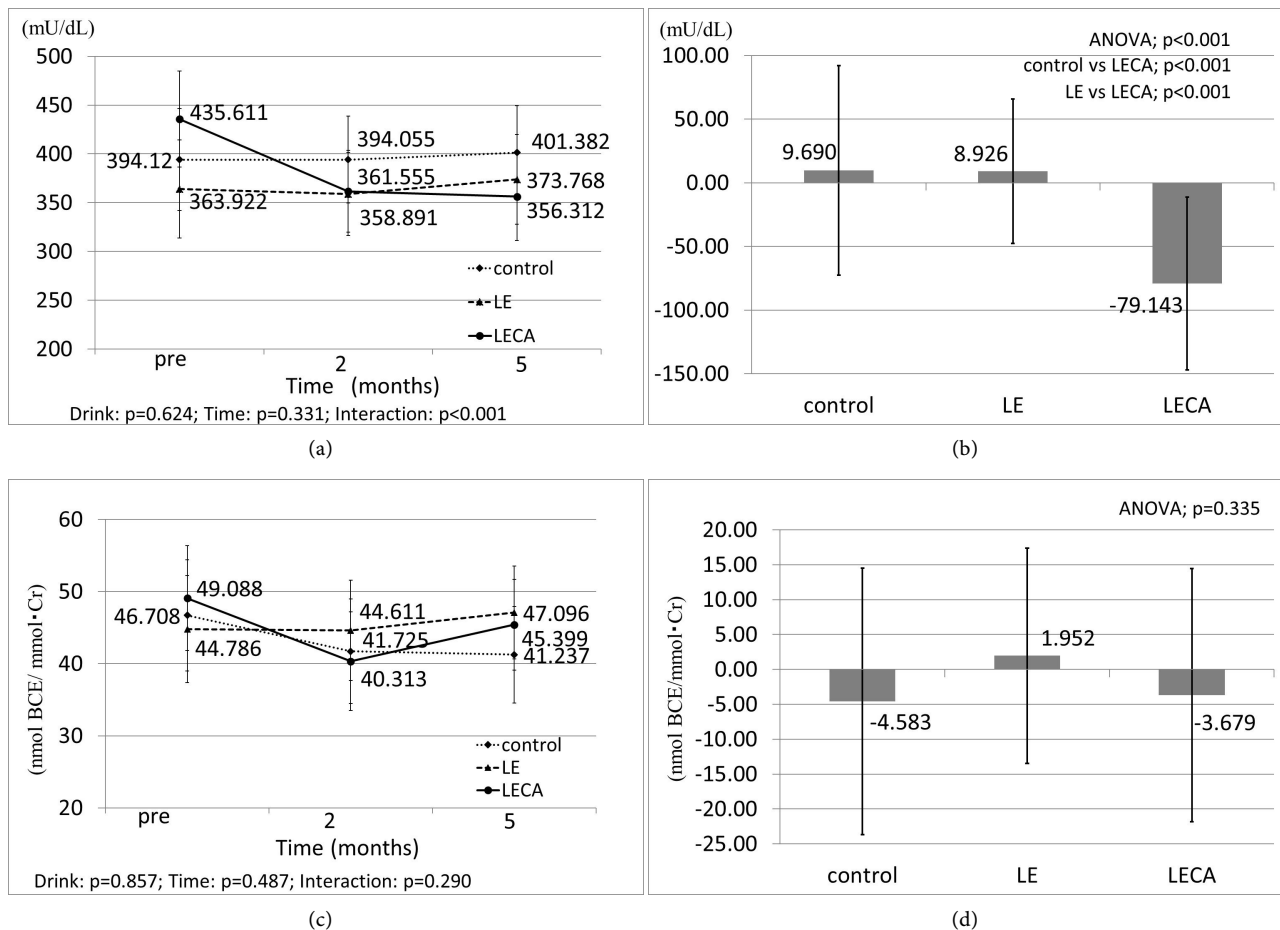 (mU/dL)
500
450
400
350
300
250
200
435.611
394.12
363.922
394.055
361.555
358.891
401.382
373.768
356.312
control
LE
LECA
pre
2
5
Time (months)
Drink: p=0.624; Time: p=0.331; Interaction: p<0.001
(a)
(mU/dL)
ANOVA; p<0.001
control vs LECA; p<0.001
LE vs LECA; p<0.001
100.00
50.00
0.00
-50.00
-100.00
-150.00
9.690
8.926
-79.143
control
LE
LECA
(b)
(nmol BCE/ mmol・Cr)
60
50
40
30
20
49.088
46.708
44.786
44.611
41.725
40.313
47.096
45.399
41.237
control
LE
LECA
pre
2
5
Time (months)
Drink: p=0.857; Time: p=0.487; Interaction: p=0.290
(c)
ANOVA; p=0.335
(nmol BCE/mmol・Cr)
20.00
15.00
10.00
5.00
0.00
-5.00
-10.00
-15.00
-20.00
-25.00
-4.583
1.952
-3.679
control
LE
LECA
(d)